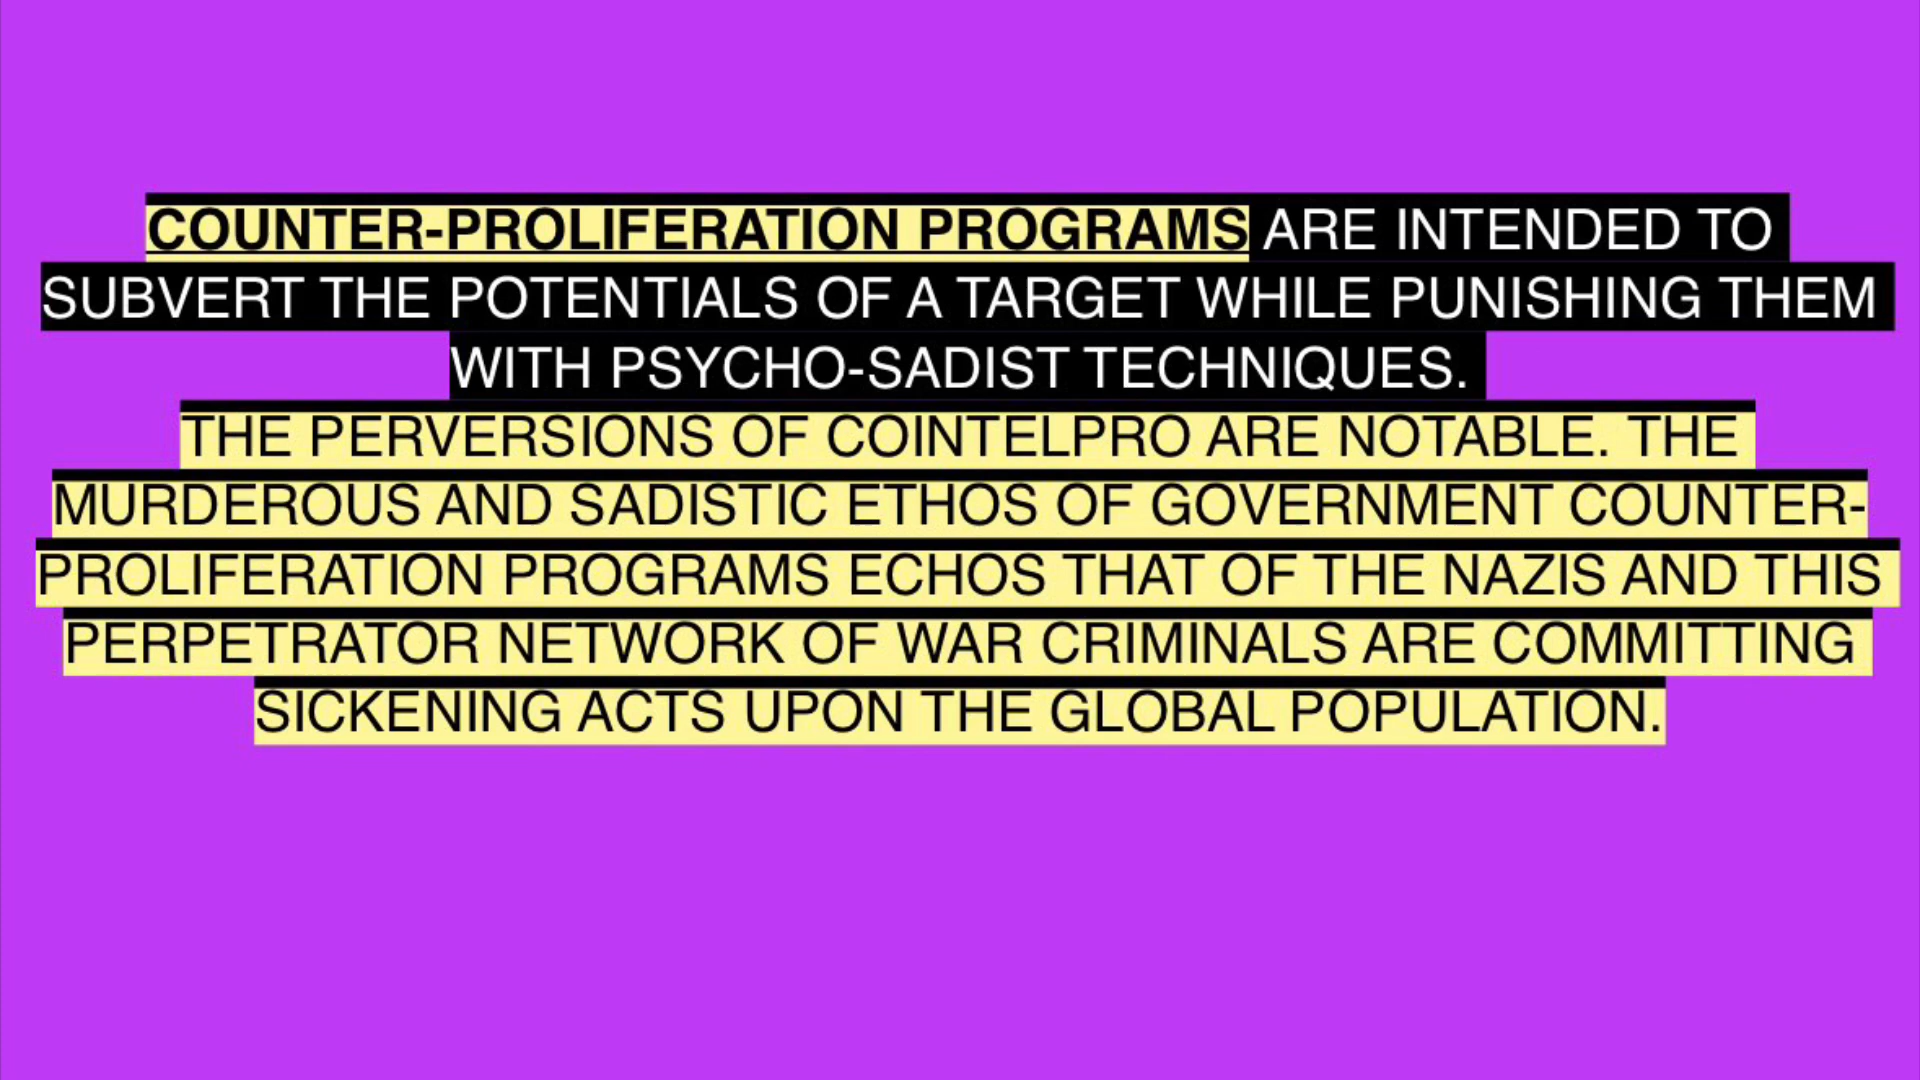 COUNTER-PROLIFERATION PROGRAMS ARE INTENDED TO
SUBVERT THE POTENTIALS OF A TARGET WHILE PUNISHING THEM
WITH PSYCHO-SADIST TECHNIQUES.
THE PERVERSIONS OF COINTELPRO ARE NOTABLE. THE
MURDEROUS AND SADISTIC ETHOS OF GOVERNMENT COUNTER-
PROLIFERATION PROGRAMS ECHOS THAT OF THE NAZIS AND THIS
PERPETRATOR NETWORK OF WAR CRIMINALS ARE COMMITTING
SICKENING ACTS UPON THE GLOBAL POPULATION.